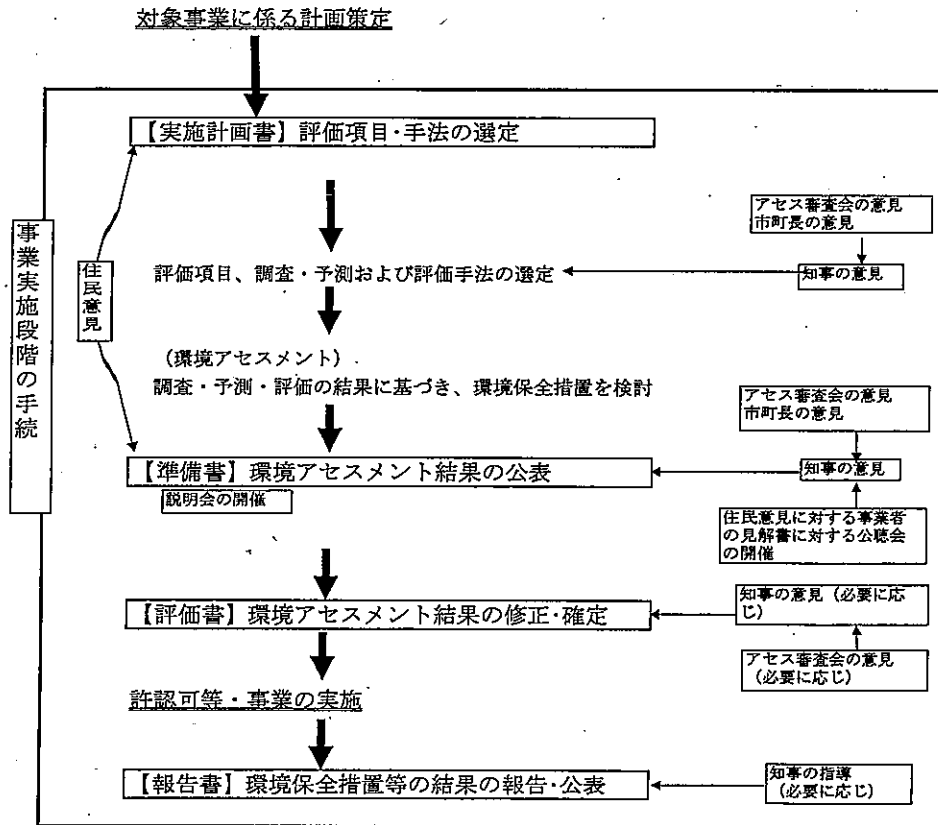 対象事業に係る計画策定
【実施計画書】評価項目･手法の選定
事業実施段階の手続
住民意見
アセス審査会の意見
市町長の意見
知事の意見
評価項目、調査・予測および評価手法の選定
（環境アセスメント）
調査・予測・評価の結果に基づき、環境保全措置を検討
アセス審査会の意見
市町長の意見
【準備書】環境アセスメント結果の公表
知事の意見
説明会の開催
住民意見に対する事業者
の見解書に対する公聴会
の開催
【評価書】環境アセスメント結果の修正･確定
知事の意見（必要に応
じ）
アセス審査会の意見
（必要に応じ）
許認可等・事業の実施
【報告書】環境保全措置等の結果の報告･公表
知事の指導
（必要に応じ）